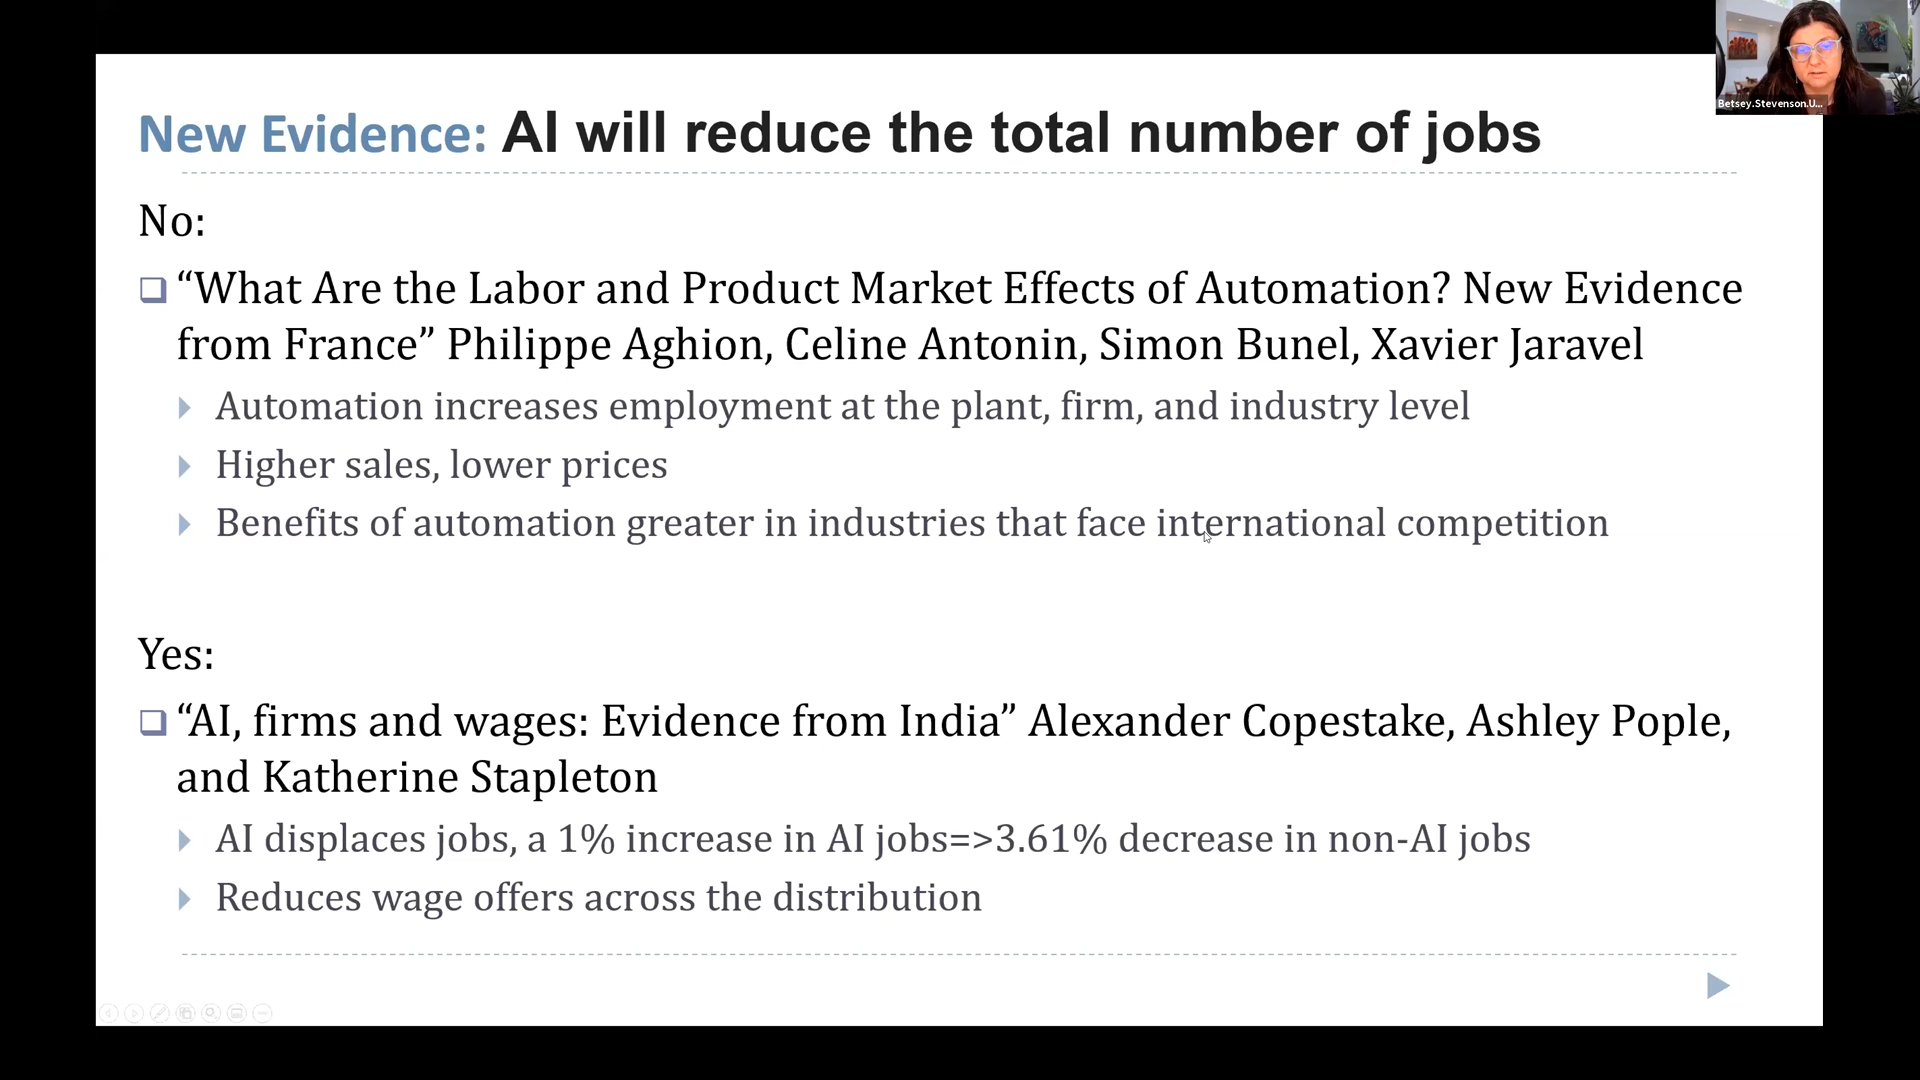 Betsey.Stevenson.U...
New Evidence: AI will reduce the total number of jobs
No:
“What Are the Labor and Product Market Effects of Automation? New Evidence
from France” Philippe Aghion, Celine Antonin, Simon Bunel, Xavier Jaravel
Automation increases employment at the plant, firm, and industry level
Higher sales, lower prices
Benefits of automation greater in industries that face international competition
Yes:
“AI, firms and wages: Evidence from India” Alexander Copestake, Ashley Pople,
and Katherine Stapleton
AI displaces jobs, a 1% increase in AI jobs=>3.61% decrease in non-AI jobs
Reduces wage offers across the distribution